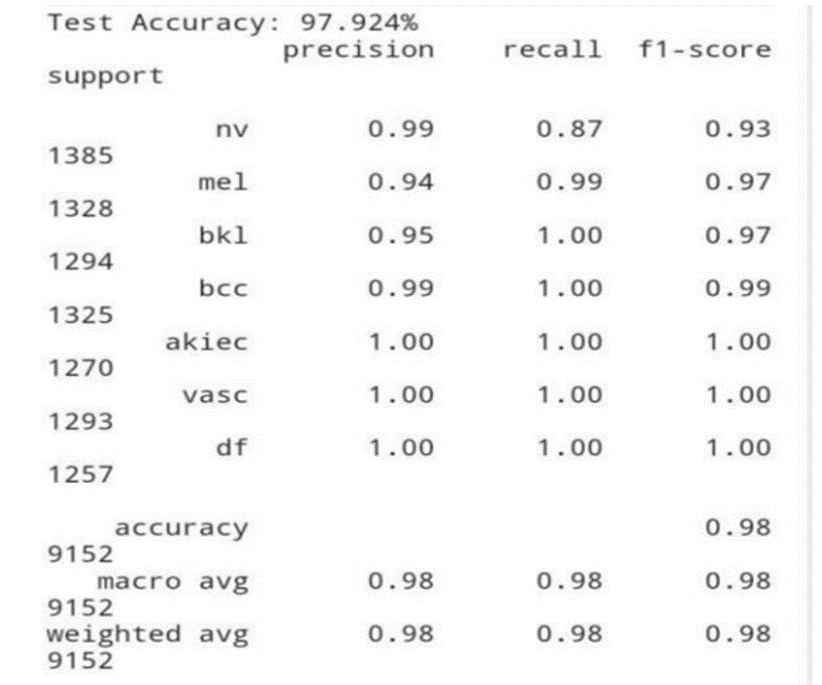 Test Accuracy: 97.924%
precision recall f1-score
support
nv 0.99 0.87 0.93
1385
mel 0.94 0.99 0.97
1328
bkl 0.95 1.00 0.97
1294
bcc 0.99 1.00 0.99
1325
akiec 1.00 1.00 1.00
1270
vasc 1.00 1.00 1.00
1293
df 1.00 1.00 1.00
1257
accuracy 0.98
9152
macro avg 0.98 0.98 0.98
9152
weighted avg 0.98 0.98 0.98
9152